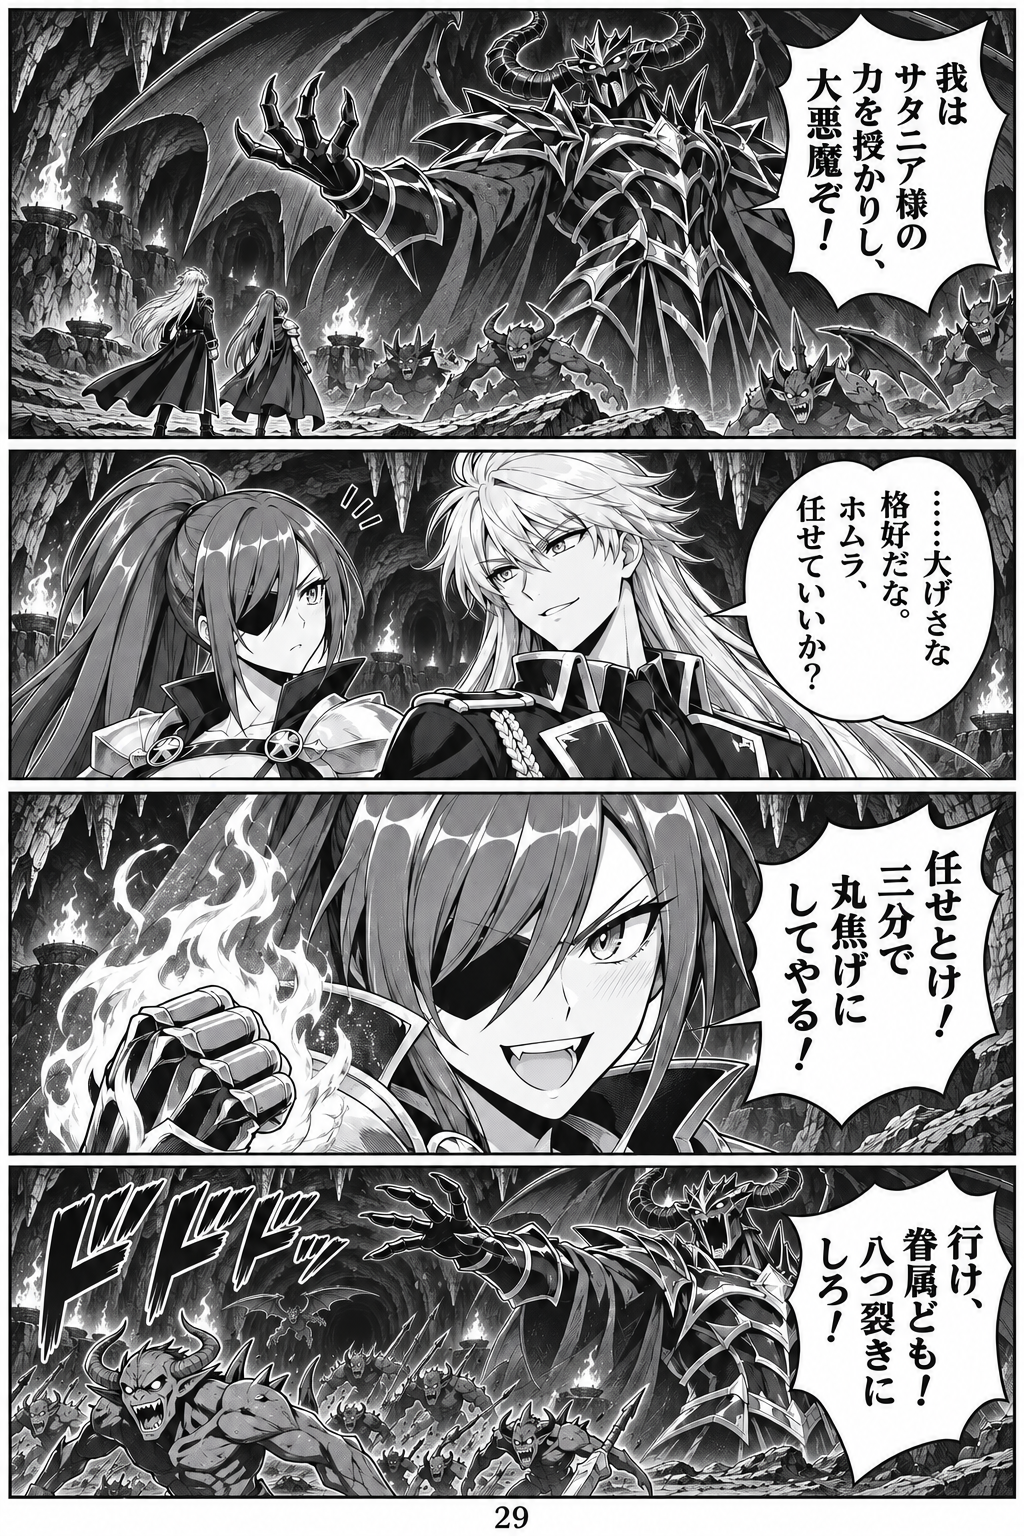 我は
サタニア様の
力を授かりし、
大悪魔ぞ！
……大げさな
格好だな。
ホムラ、
任せていいか？
任せとけ！
三分で
丸焦げに
してやる！
行け、
眷属ども！
八つ裂きに
しろ！
ドドドッ
29